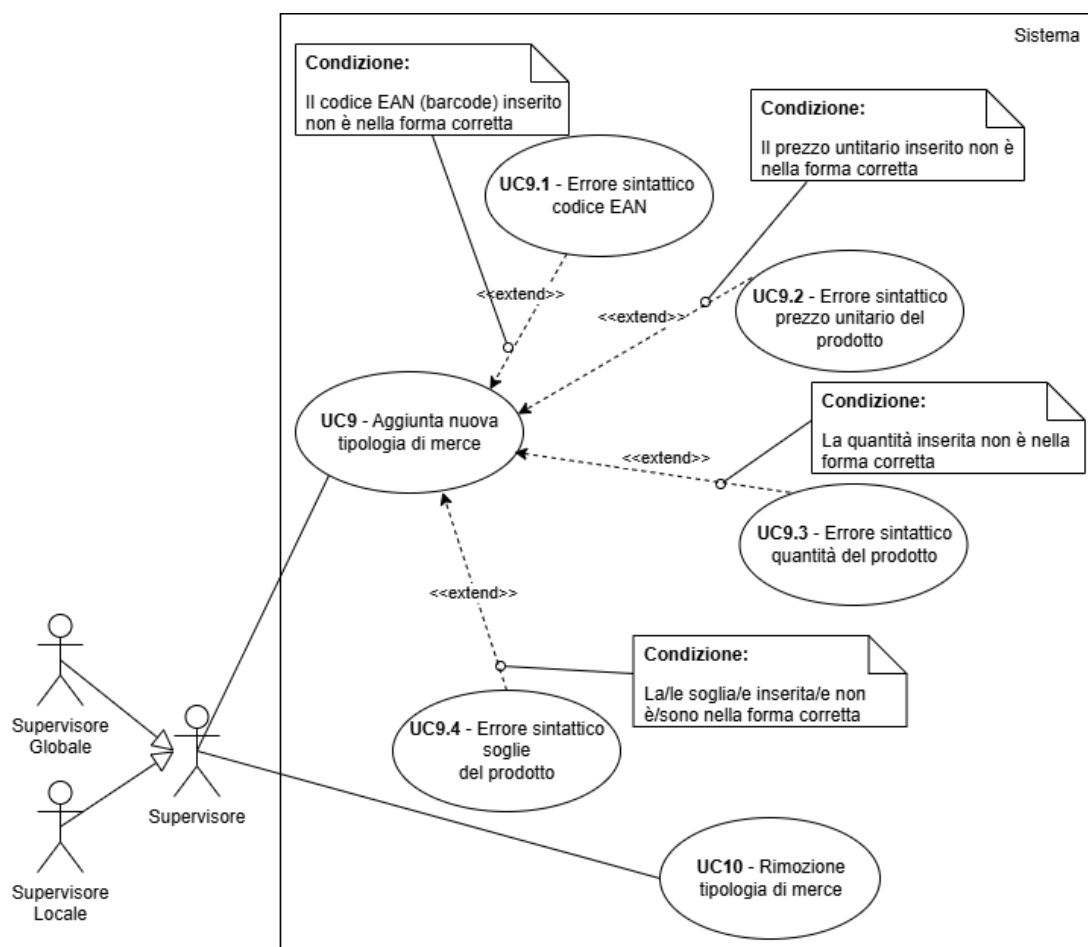 Sistema
Condizione:
Il codice EAN (barcode) inserito
non è nella forma corretta
Condizione:
Il prezzo untitario inserito non è
nella forma corretta
UC9.1 - Errore sintattico
codice EAN
<<extend>>
UC9.2 - Errore sintattico
prezzo unitario del
prodotto
<<extend>>
UC9 - Aggiunta nuova
tipologia di merce
Condizione:
La quantità inserita non è nella
forma corretta
<<extend>>
UC9.3 - Errore sintattico
quantità del prodotto
<<extend>>
Condizione:
La/le soglia/e inserita/e non
è/sono nella forma corretta
UC9.4 - Errore sintattico
soglie
del prodotto
Supervisore
Globale
Supervisore
Supervisore
Locale
UC10 - Rimozione
tipologia di merce